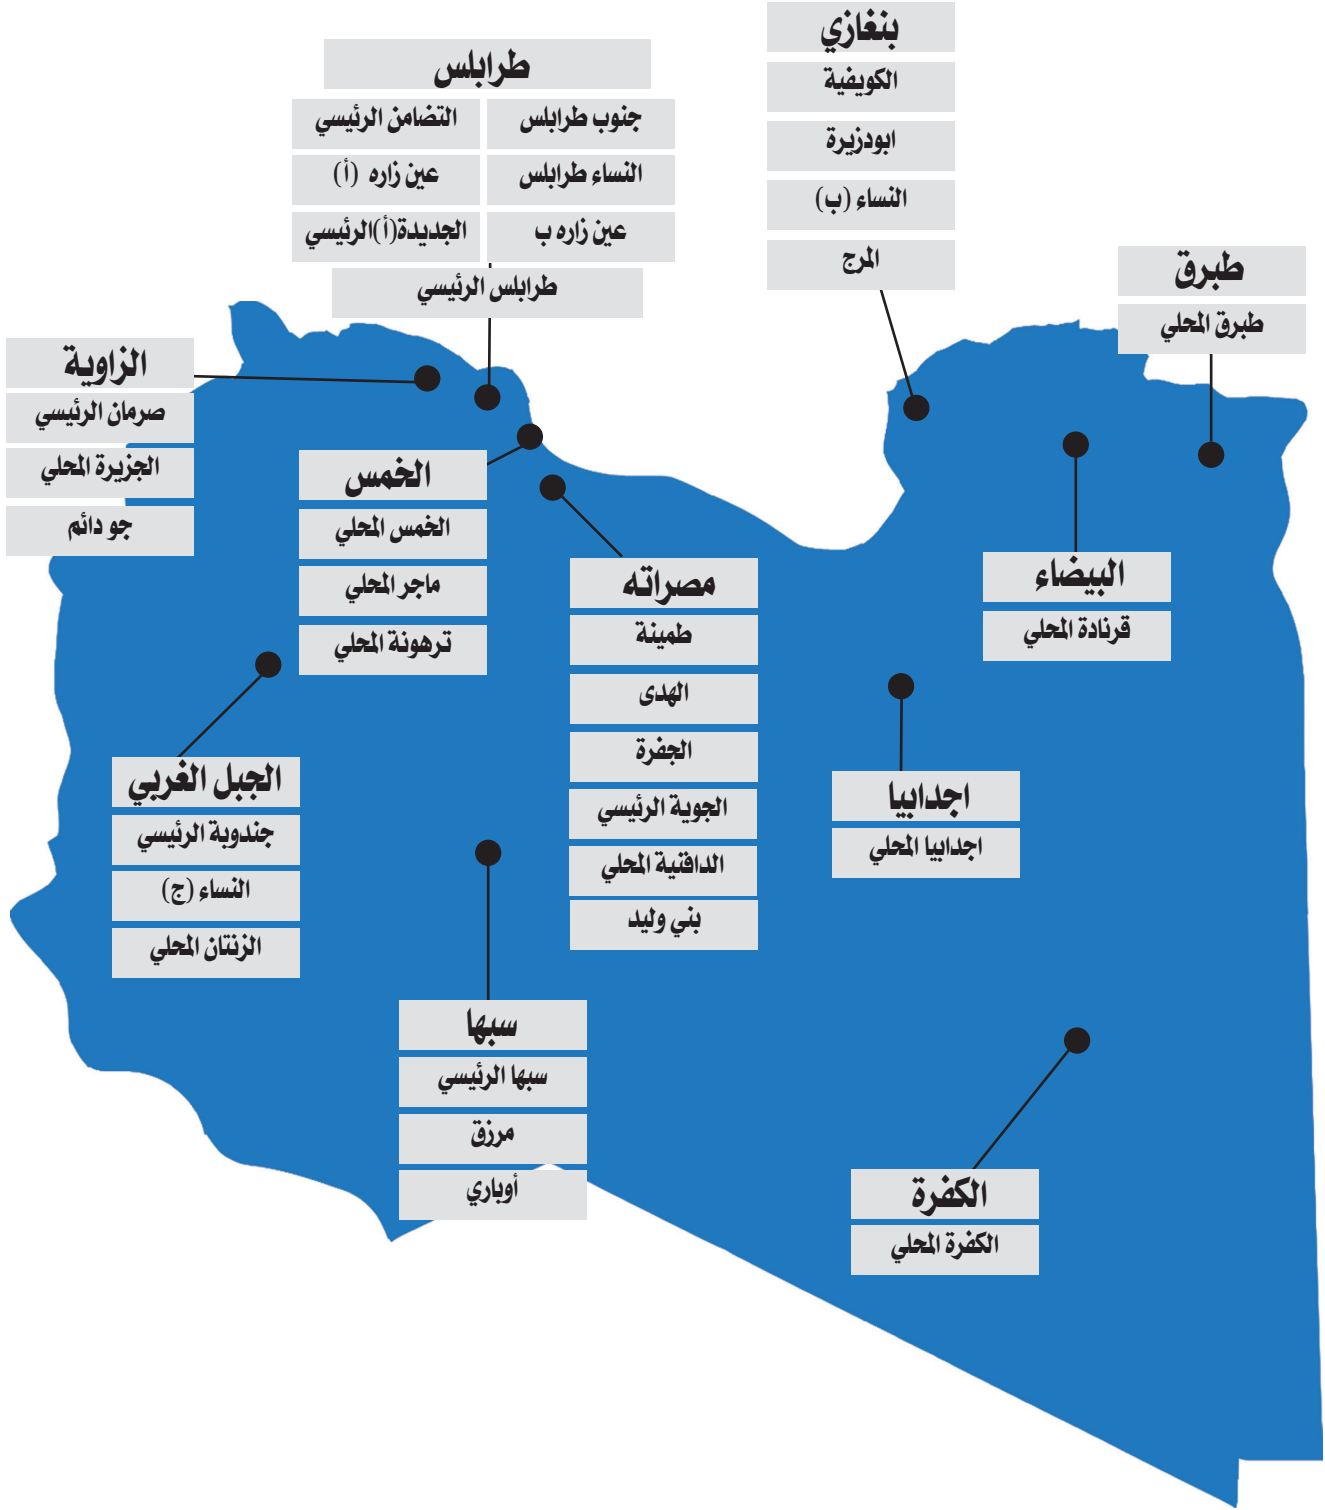 بنغازي
الكويفية
ابودزيرة
النساء (ب)
المرج
طرابلس
جنوب طرابلس
التضامن الرئيسي
النساء طرابلس
عين زاره (أ)
عين زاره ب
الجديدة(أ)الرئيسي
طرابلس الرئيسي
طبرق
طبرق المحلي
الزاوية
صرمان الرئيسي
الجزيرة المحلي
جو دائم
الخمس
الخمس المحلي
ماجر المحلي
ترهونة المحلي
مصراته
طمينة
الهدى
الجفرة
الجوية الرئيسي
الدافتية المحلي
بني وليد
البيضاء
قرنادة المحلي
اجدابيا
اجدابيا المحلي
الجبل الغربي
جندوبة الرئيسي
النساء (ج)
الزنتان المحلي
سبها
سبها الرئيسي
مرزق
أوباري
الكفرة
الكفرة المحلي